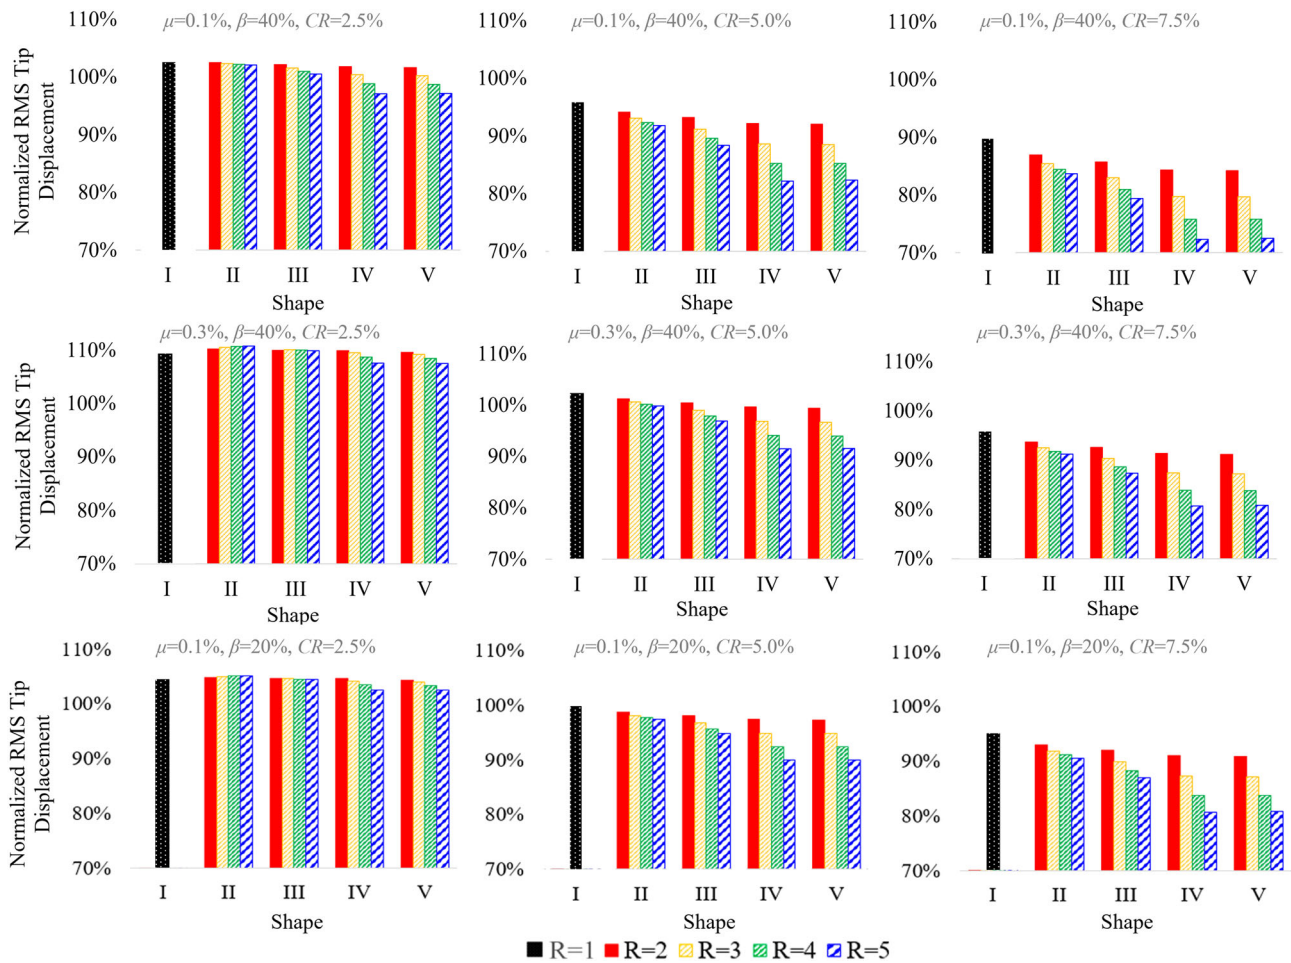 μ=0.1%, β=40%, CR=2.5%
110%
100%
90%
80%
70%
Normalized RMS Tip
Displacement
I II III IV V
Shape
μ=0.1%, β=40%, CR=5.0%
110%
100%
90%
80%
70%
I II III IV V
Shape
μ=0.1%, β=40%, CR=7.5%
110%
100%
90%
80%
70%
I II III IV V
Shape
μ=0.3%, β=40%, CR=2.5%
110%
100%
90%
80%
70%
Normalized RMS Tip
Displacement
I II III IV V
Shape
μ=0.3%, β=40%, CR=5.0%
110%
100%
90%
80%
70%
I II III IV V
Shape
μ=0.3%, β=40%, CR=7.5%
110%
100%
90%
80%
70%
I II III IV V
Shape
μ=0.1%, β=20%, CR=2.5%
110%
100%
90%
80%
70%
Normalized RMS Tip
Displacement
I II III IV V
Shape
μ=0.1%, β=20%, CR=5.0%
110%
100%
90%
80%
70%
I II III IV V
Shape
μ=0.1%, β=20%, CR=7.5%
110%
100%
90%
80%
70%
I II III IV V
Shape
R=1 R=2 R=3 R=4 R=5